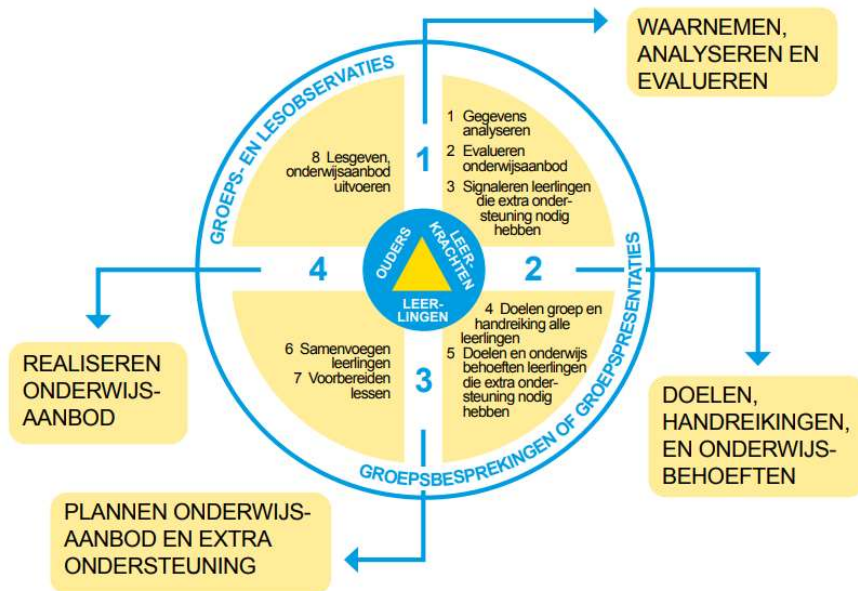 WAARNEMEN,
ANALYSEREN EN
EVALUEREN
GROEPS- EN LESOBSERVATIES
1
1 Gegevens
analyseren
2 Evalueren
onderwijsaanbod
3 Signaleren leerlingen
die extra onder-
steuning nodig
hebben
8 Lesgeven,
onderwijsaanbod
uitvoeren
OUDERS
LEER-
KRACHTEN
LEER-
LINGEN
4
2
4 Doelen groep en
handreiking alle
leerlingen
5 Doelen en onderwijs
behoeften leerlingen
die extra onder-
steuning nodig
hebben
6 Samenvoegen
leerlingen
7 Voorbereiden
lessen
3
GROEPSBESPREKINGEN OF GROEPSPRESENTATIES
REALISEREN
ONDERWIJS-
AANBOD
DOELEN,
HANDREIKINGEN,
EN ONDERWIJS-
BEHOEFTEN
PLANNEN ONDERWIJS-
AANBOD EN EXTRA
ONDERSTEUNING